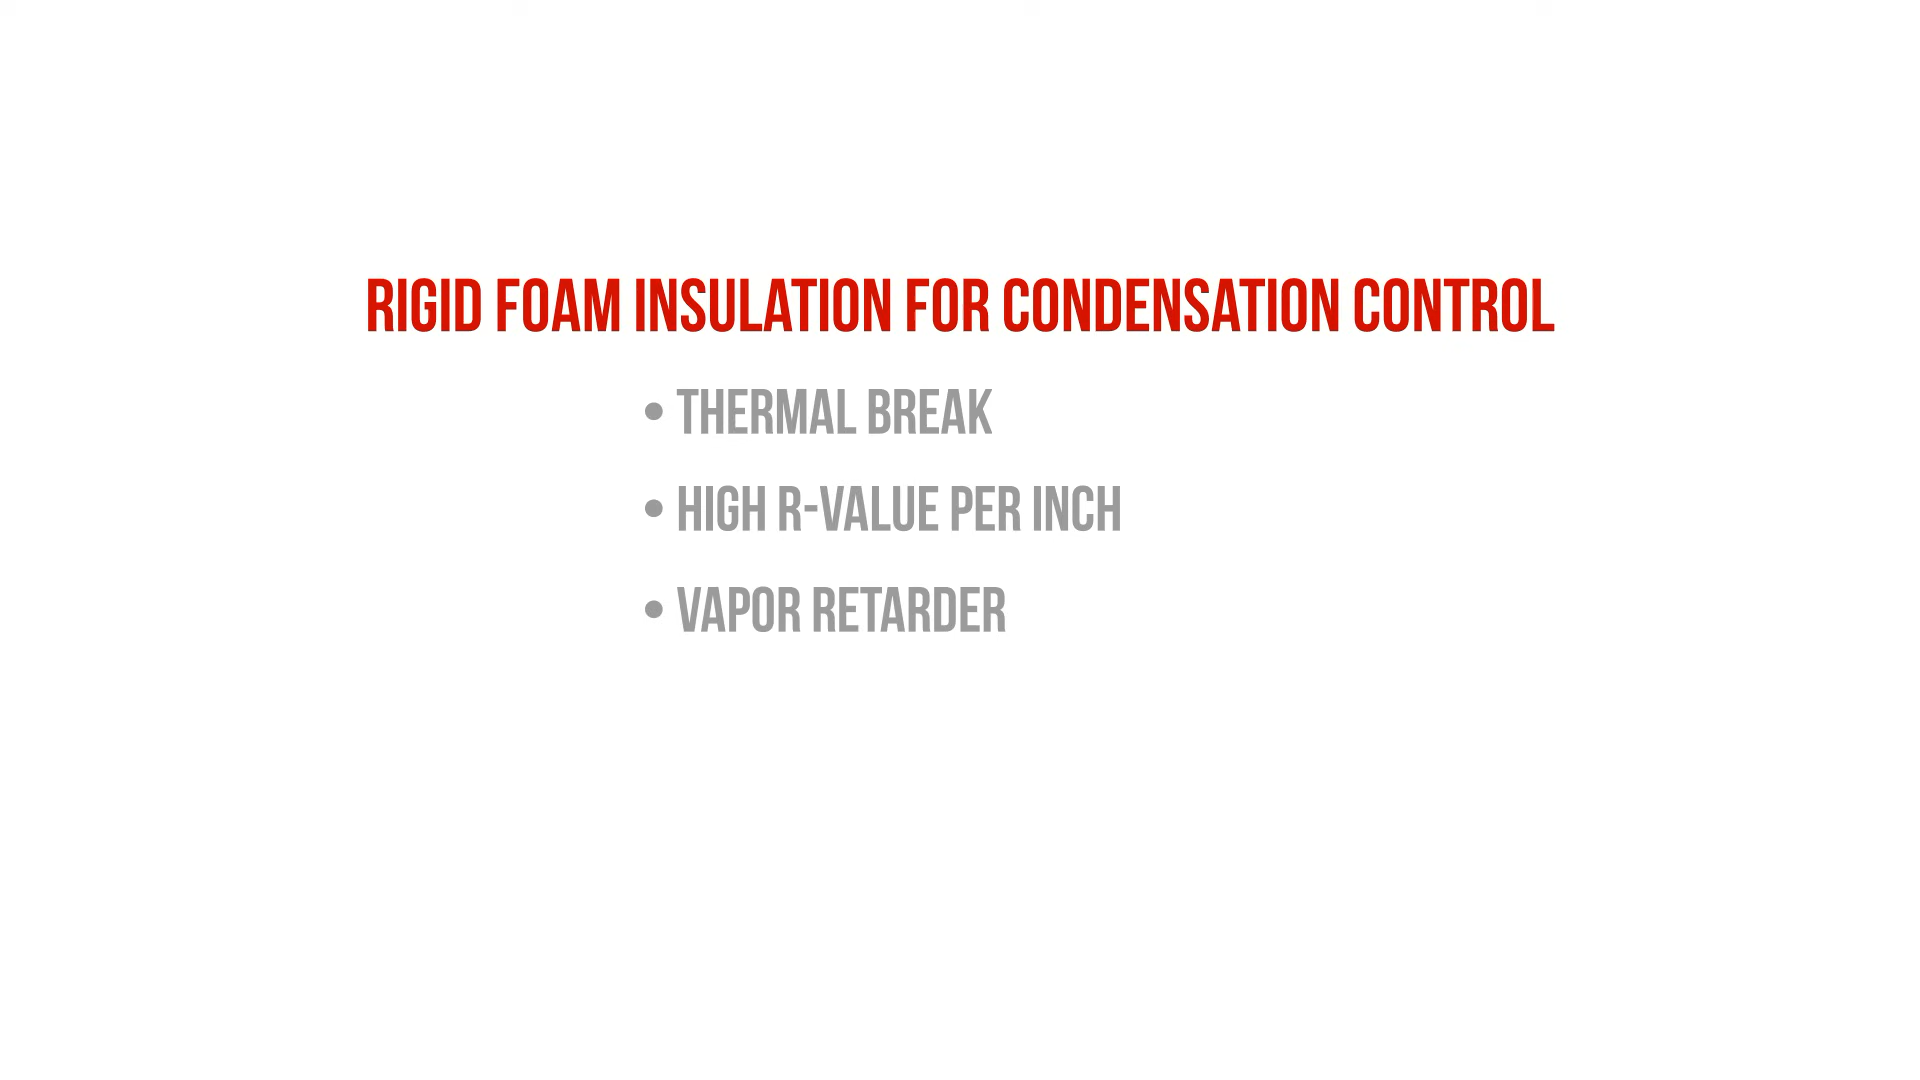 RIGID FOAM INSULATION FOR CONDENSATION CONTROL
• THERMAL BREAK
• HIGH R-VALUE PER INCH
• VAPOR RETARDER